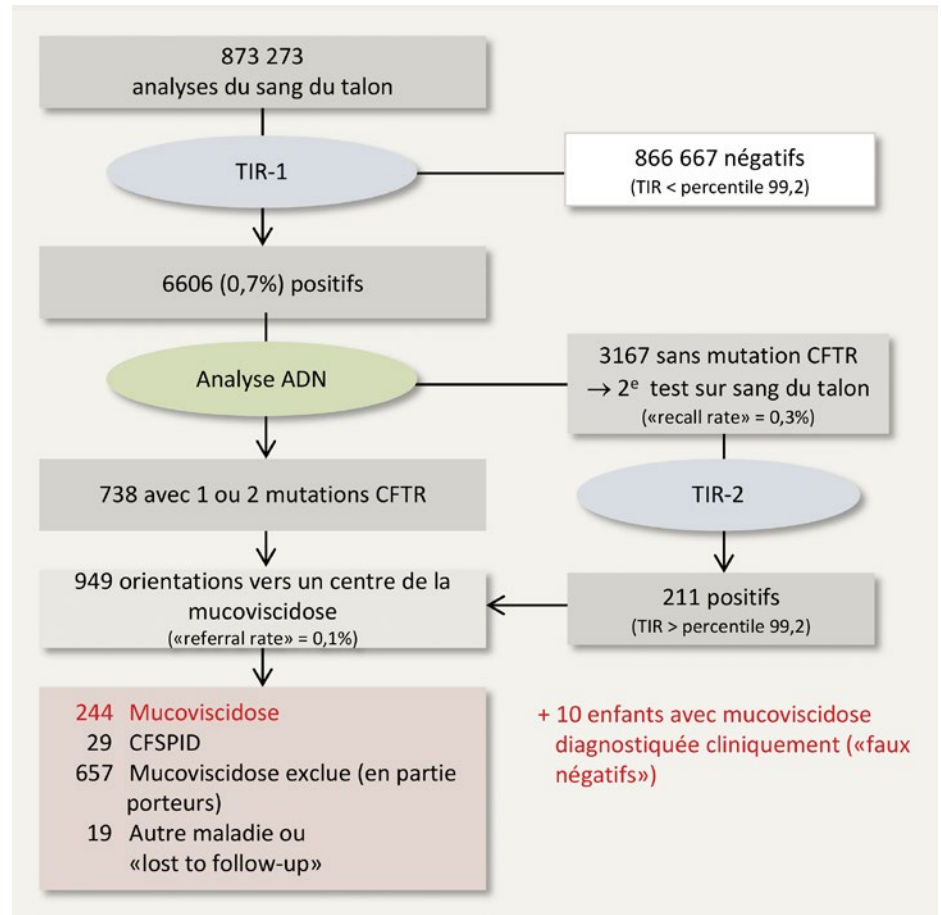 873 273
analyses du sang du talon
TIR-1
866 667 négatifs
(TIR < percentile 99,2)
6606 (0,7%) positifs
Analyse ADN
3167 sans mutation CFTR
→ 2e test sur sang du talon
(«recall rate» = 0,3%)
738 avec 1 ou 2 mutations CFTR
TIR-2
949 orientations vers un centre de la
mucoviscidose
(«referral rate» = 0,1%)
211 positifs
(TIR > percentile 99,2)
244 Mucoviscidose
29 CFSPID
657 Mucoviscidose exclue (en partie
porteurs)
19 Autre maladie ou
«lost to follow-up»
+ 10 enfants avec mucoviscidose
diagnostiquée cliniquement («faux
négatifs»)